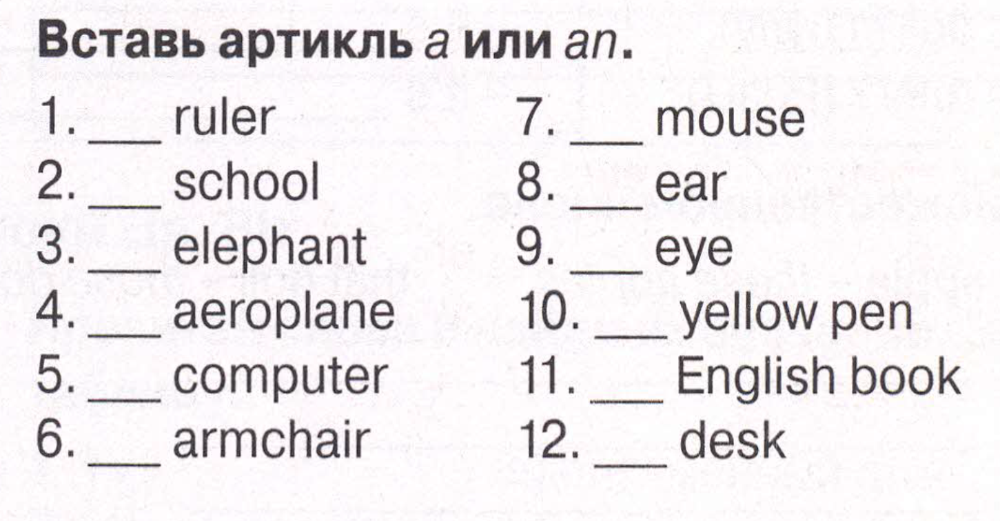 Вставь артикль a или an.
1. ___ ruler
2. ___ school
3. ___ elephant
4. ___ aeroplane
5. ___ computer
6. ___ armchair
7. ___ mouse
8. ___ ear
9. ___ eye
10. ___ yellow pen
11. ___ English book
12. ___ desk